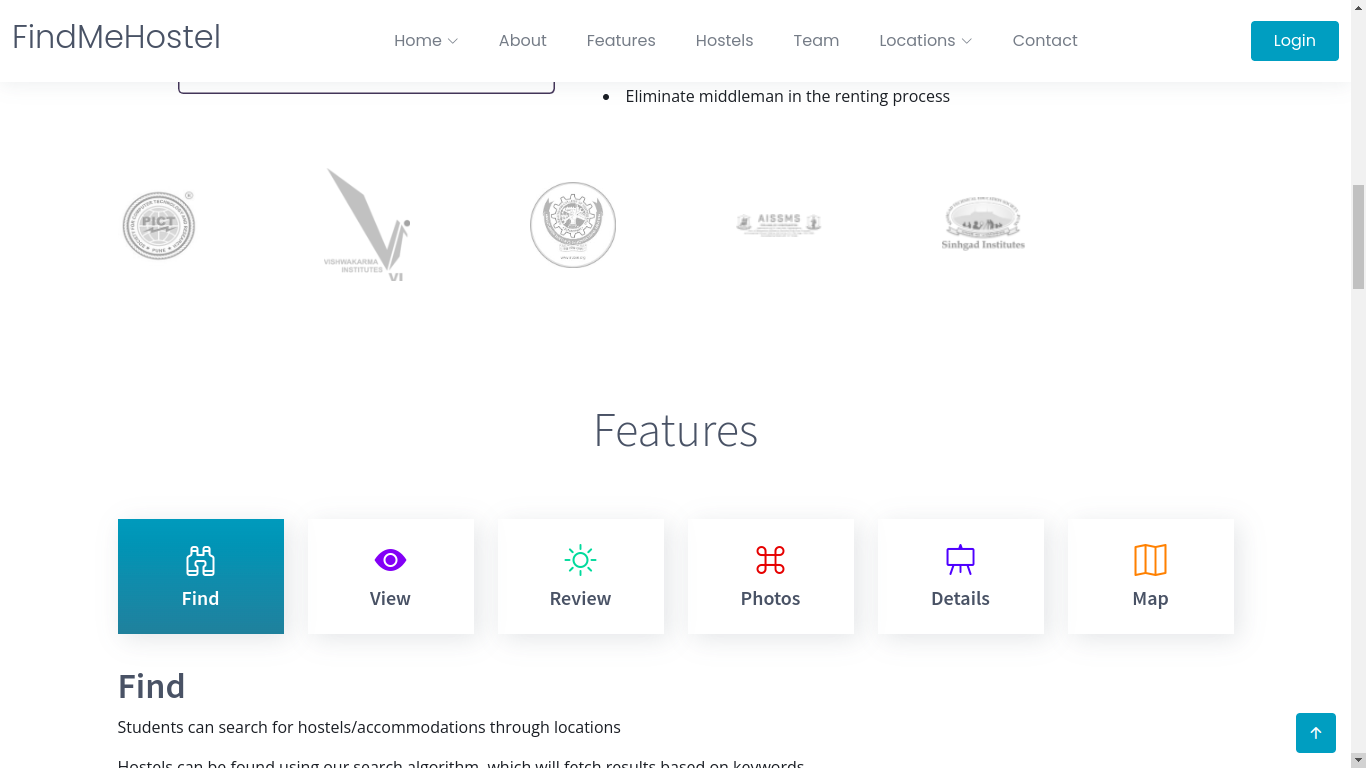 FindMeHostel
Home
About
Features
Hostels
Team
Locations
Contact
Login
Eliminate middleman in the renting process
PICT
PUNE
VISHWAKARMA
INSTITUTES
VI
AISSMS
Sinhgad Institutes
Features
Find
View
Review
Photos
Details
Map
Find
Students can search for hostels/accommodations through locations
Hostels can be found using our search algorithm, which will fetch results based on keywords